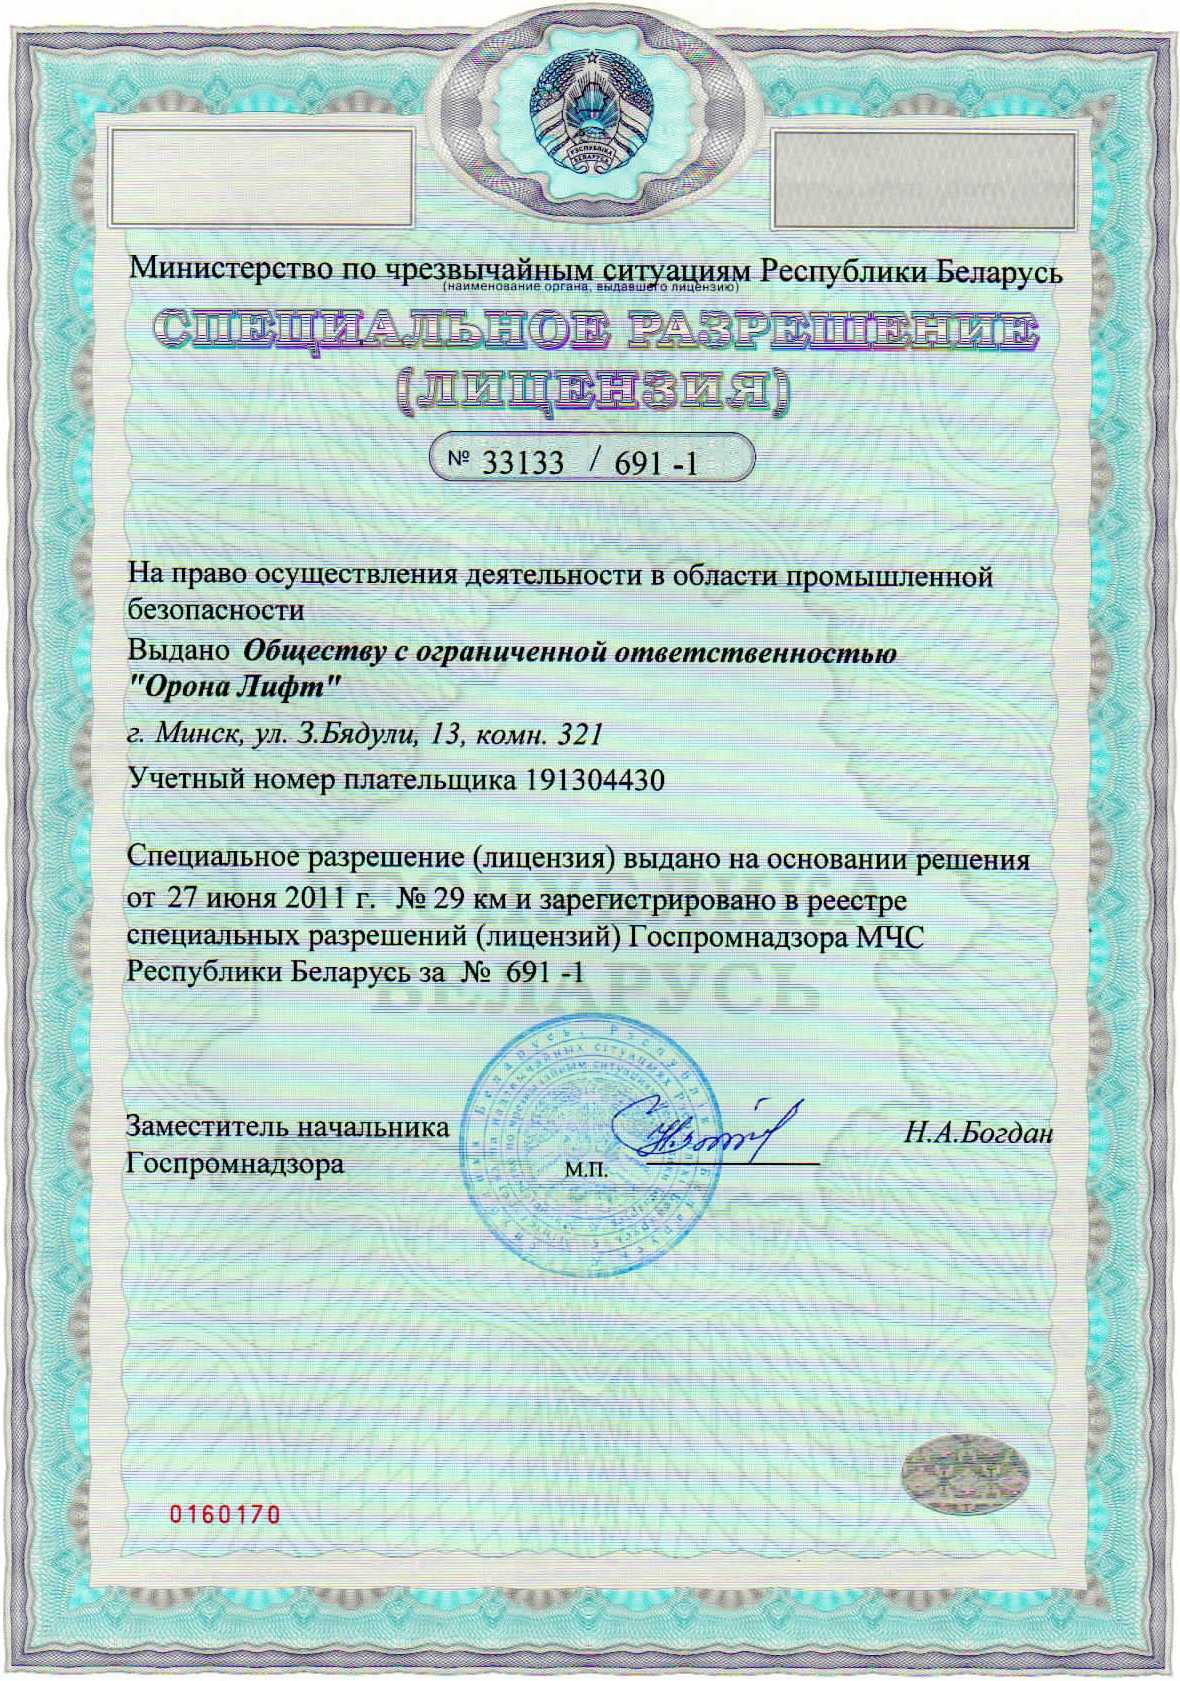 РЭСПУБЛІКА
БЕЛАРУСЬ
Министерство по чрезвычайным ситуациям Республики Беларусь
(наименование органа, выдавшего лицензию)
СПЕЦИАЛЬНОЕ РАЗРЕШЕНИЕ
(ЛИЦЕНЗИЯ)
№ 33133 / 691 -1
На право осуществления деятельности в области промышленной
безопасности
Выдано Обществу с ограниченной ответственностью
"Орона Лифт"
г. Минск, ул. З.Бядули, 13, комн. 321
Учетный номер плательщика 191304430
Специальное разрешение (лицензия) выдано на основании решения
от 27 июня 2011 г. № 29 км и зарегистрировано в реестре
специальных разрешений (лицензий) Госпромнадзора МЧС
Республики Беларусь за № 691 -1
БЕЛАРУСЬ
Заместитель начальника
Госпромнадзора
М.П.
Н.А.Богдан
0160170